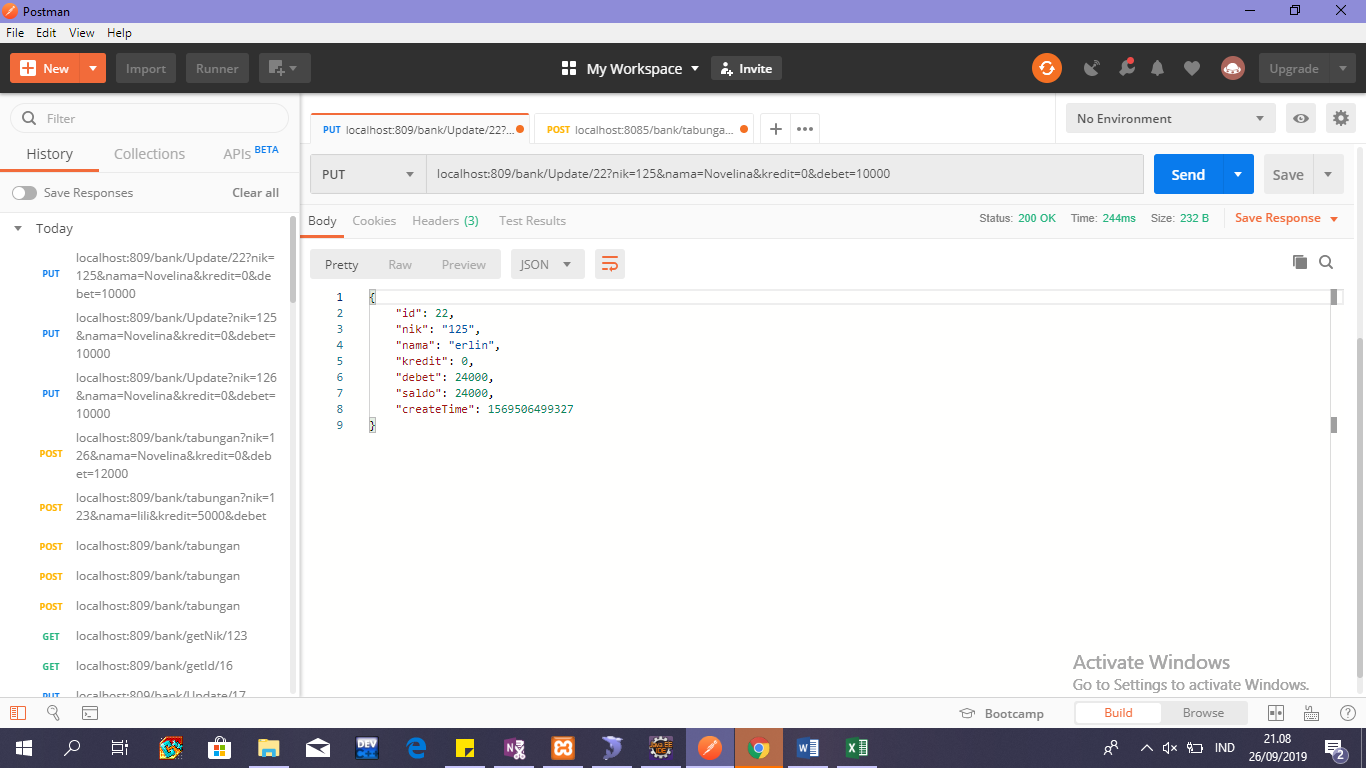 Postman
File Edit View Help
New Import Runner My Workspace Invite Upgrade
Filter
History Collections APIs BETA
Save Responses Clear all
Today
PUT localhost:809/bank/Update/22?nik=
125&nama=Novelina&kredit=0&de
bet=10000
PUT localhost:809/bank/Update?nik=125
&nama=Novelina&kredit=0&debet=
10000
PUT localhost:809/bank/Update?nik=126
&nama=Novelina&kredit=0&debet=
10000
POST localhost:809/bank/tabungan?nik=1
26&nama=Novelina&kredit=0&deb
et=12000
POST localhost:809/bank/tabungan?nik=1
23&nama=lili&kredit=5000&debet
POST localhost:809/bank/tabungan
POST localhost:809/bank/tabungan
POST localhost:809/bank/tabungan
GET localhost:809/bank/getNik/123
GET localhost:809/bank/getId/16
PUT localhost:809/bank/Update/17
PUT localhost:809/bank/Update/22?... POST localhost:8085/bank/tabunga... + ••• No Environment
PUT localhost:809/bank/Update/22?nik=125&nama=Novelina&kredit=0&debet=10000 Send Save
Body Cookies Headers (3) Test Results Status: 200 OK Time: 244ms Size: 232 B Save Response
Pretty Raw Preview JSON
1 {
2 "id": 22,
3 "nik": "125",
4 "nama": "erlin",
5 "kredit": 0,
6 "debet": 24000,
7 "saldo": 24000,
8 "createTime": 1569506499327
9 }
Activate Windows
Go to Settings to activate Windows.
Bootcamp Build Browse
DEV
C++
IND
21.08
26/09/2019
2